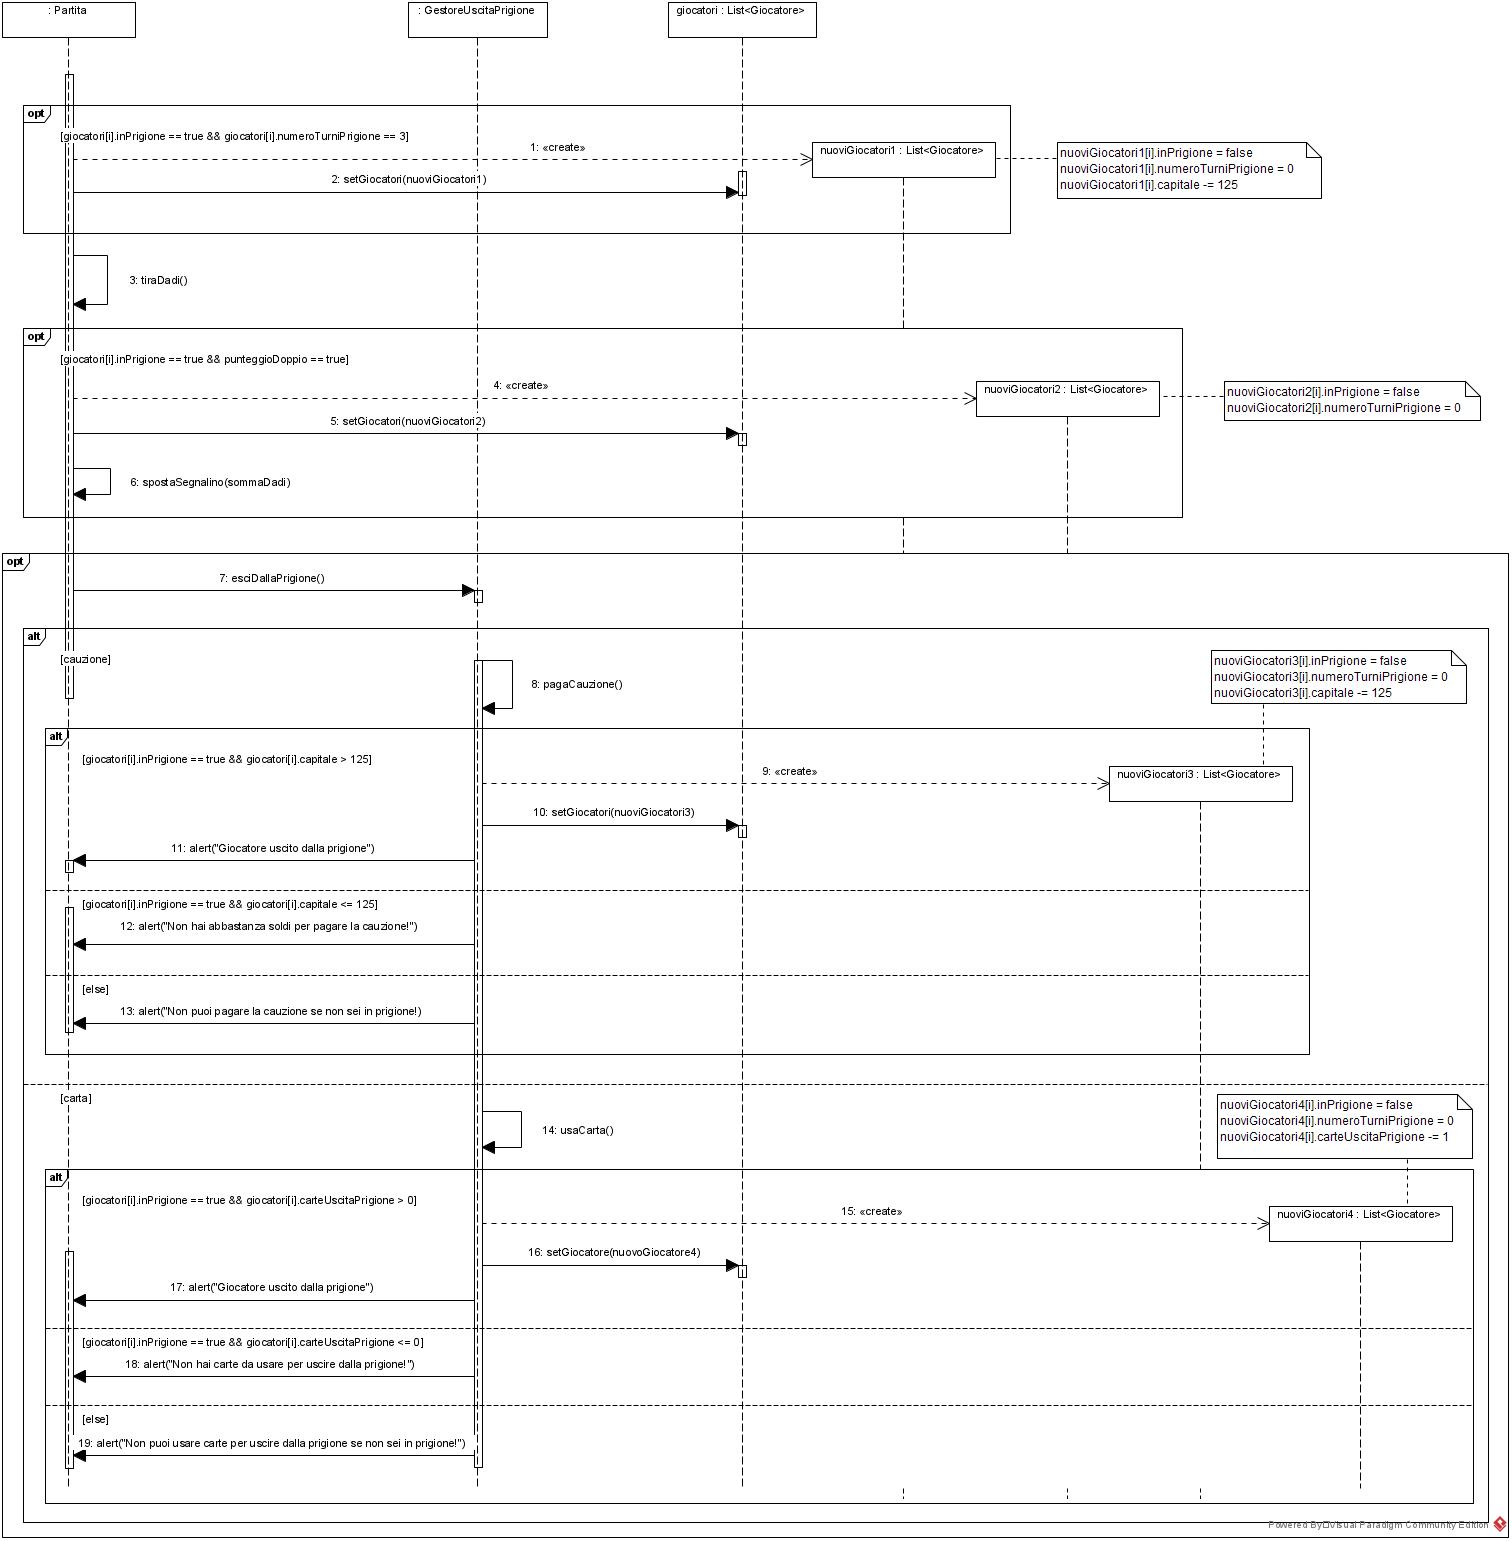 : Partita
: GestoreUscitaPrigione
giocatori : List<Giocatore>
opt
[giocatori[i].inPrigione == true && giocatori[i].numeroTurniPrigione == 3]
1: «create»
nuoviGiocatori1 : List<Giocatore>
nuoviGiocatori1[i].inPrigione = false
nuoviGiocatori1[i].numeroTurniPrigione = 0
nuoviGiocatori1[i].capitale -= 125
2: setGiocatori(nuoviGiocatori1)
3: tiraDadi()
opt
[giocatori[i].inPrigione == true && punteggioDoppio == true]
4: «create»
nuoviGiocatori2 : List<Giocatore>
nuoviGiocatori2[i].inPrigione = false
nuoviGiocatori2[i].numeroTurniPrigione = 0
5: setGiocatori(nuoviGiocatori2)
6: spostaSegnalino(sommaDadi)
opt
7: esciDallaPrigione()
alt
[cauzione]
nuoviGiocatori3[i].inPrigione = false
nuoviGiocatori3[i].numeroTurniPrigione = 0
nuoviGiocatori3[i].capitale -= 125
8: pagaCauzione()
alt
[giocatori[i].inPrigione == true && giocatori[i].capitale > 125]
9: «create»
nuoviGiocatori3 : List<Giocatore>
10: setGiocatori(nuoviGiocatori3)
11: alert("Giocatore uscito dalla prigione")
[giocatori[i].inPrigione == true && giocatori[i].capitale <= 125]
12: alert("Non hai abbastanza soldi per pagare la cauzione!")
[else]
13: alert("Non puoi pagare la cauzione se non sei in prigione!)
[carta]
nuoviGiocatori4[i].inPrigione = false
nuoviGiocatori4[i].numeroTurniPrigione = 0
nuoviGiocatori4[i].carteUscitaPrigione -= 1
14: usaCarta()
alt
[giocatori[i].inPrigione == true && giocatori[i].carteUscitaPrigione > 0]
15: «create»
nuoviGiocatori4 : List<Giocatore>
16: setGiocatore(nuovoGiocatore4)
17: alert("Giocatore uscito dalla prigione")
[giocatori[i].inPrigione == true && giocatori[i].carteUscitaPrigione <= 0]
18: alert("Non hai carte da usare per uscire dalla prigione!")
[else]
19: alert("Non puoi usare carte per uscire dalla prigione se non sei in prigione!")
Powered By□Visual Paradigm Community Edition